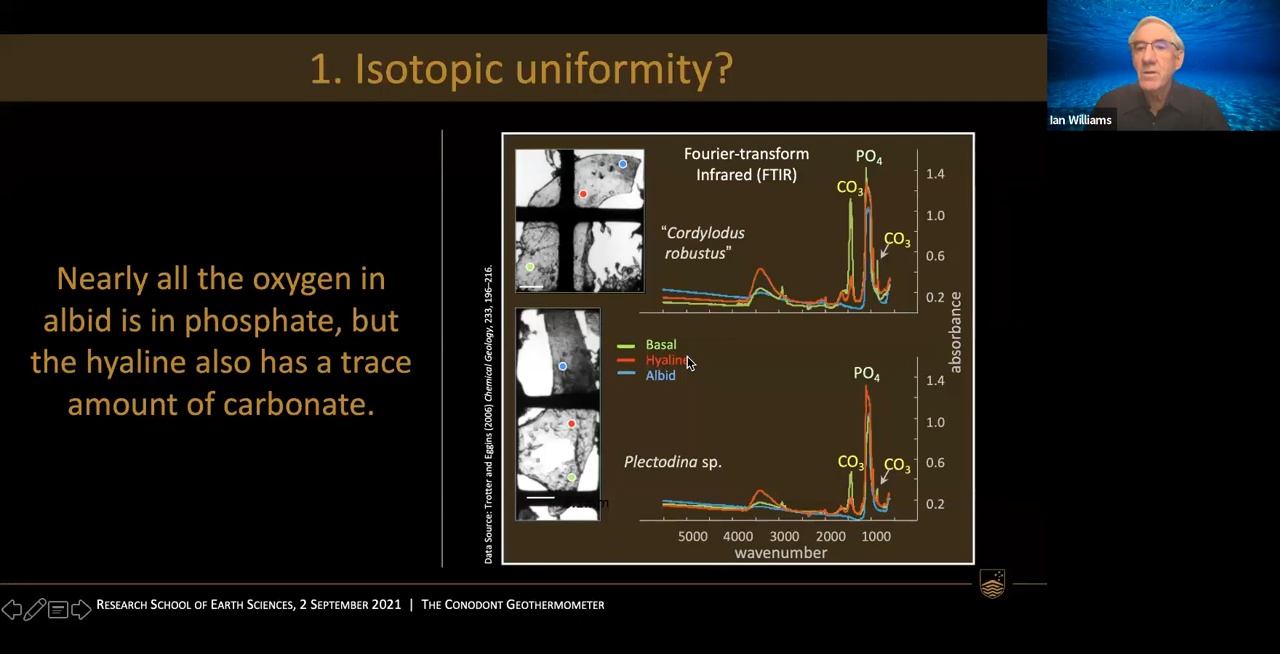 1. Isotopic uniformity?
Ian Williams
Nearly all the oxygen in
albid is in phosphate, but
the hyaline also has a trace
amount of carbonate.
Data Source: Trotter and Eggins (2006) Chemical Geology, 233, 196–216.
Fourier-transform
Infrared (FTIR)
PO4
CO3
CO3
"Cordylodus
robustus"
1.4
1.0
0.6
0.2
absorbance
Basal
Hyaline
Albid
PO4
CO3
CO3
Plectodina sp.
1.4
1.0
0.6
0.2
5000 4000 3000 2000 1000
wavenumber
Research School of Earth Sciences, 2 September 2021 | The Conodont Geothermometer